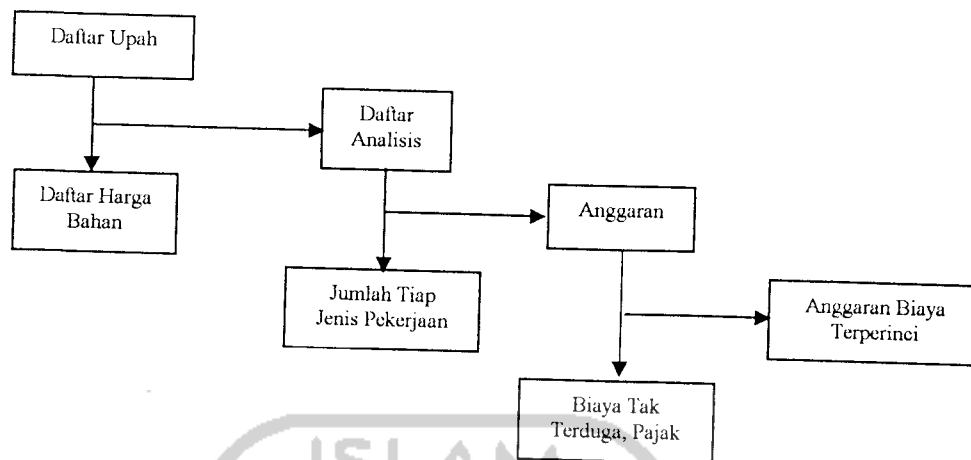 Daftar Upah
Daftar
Analisis
Daftar Harga
Bahan
Anggaran
Jumlah Tiap
Jenis Pekerjaan
Anggaran Biaya
Terperinci
Biaya Tak
Terduga, Pajak
ISLAM